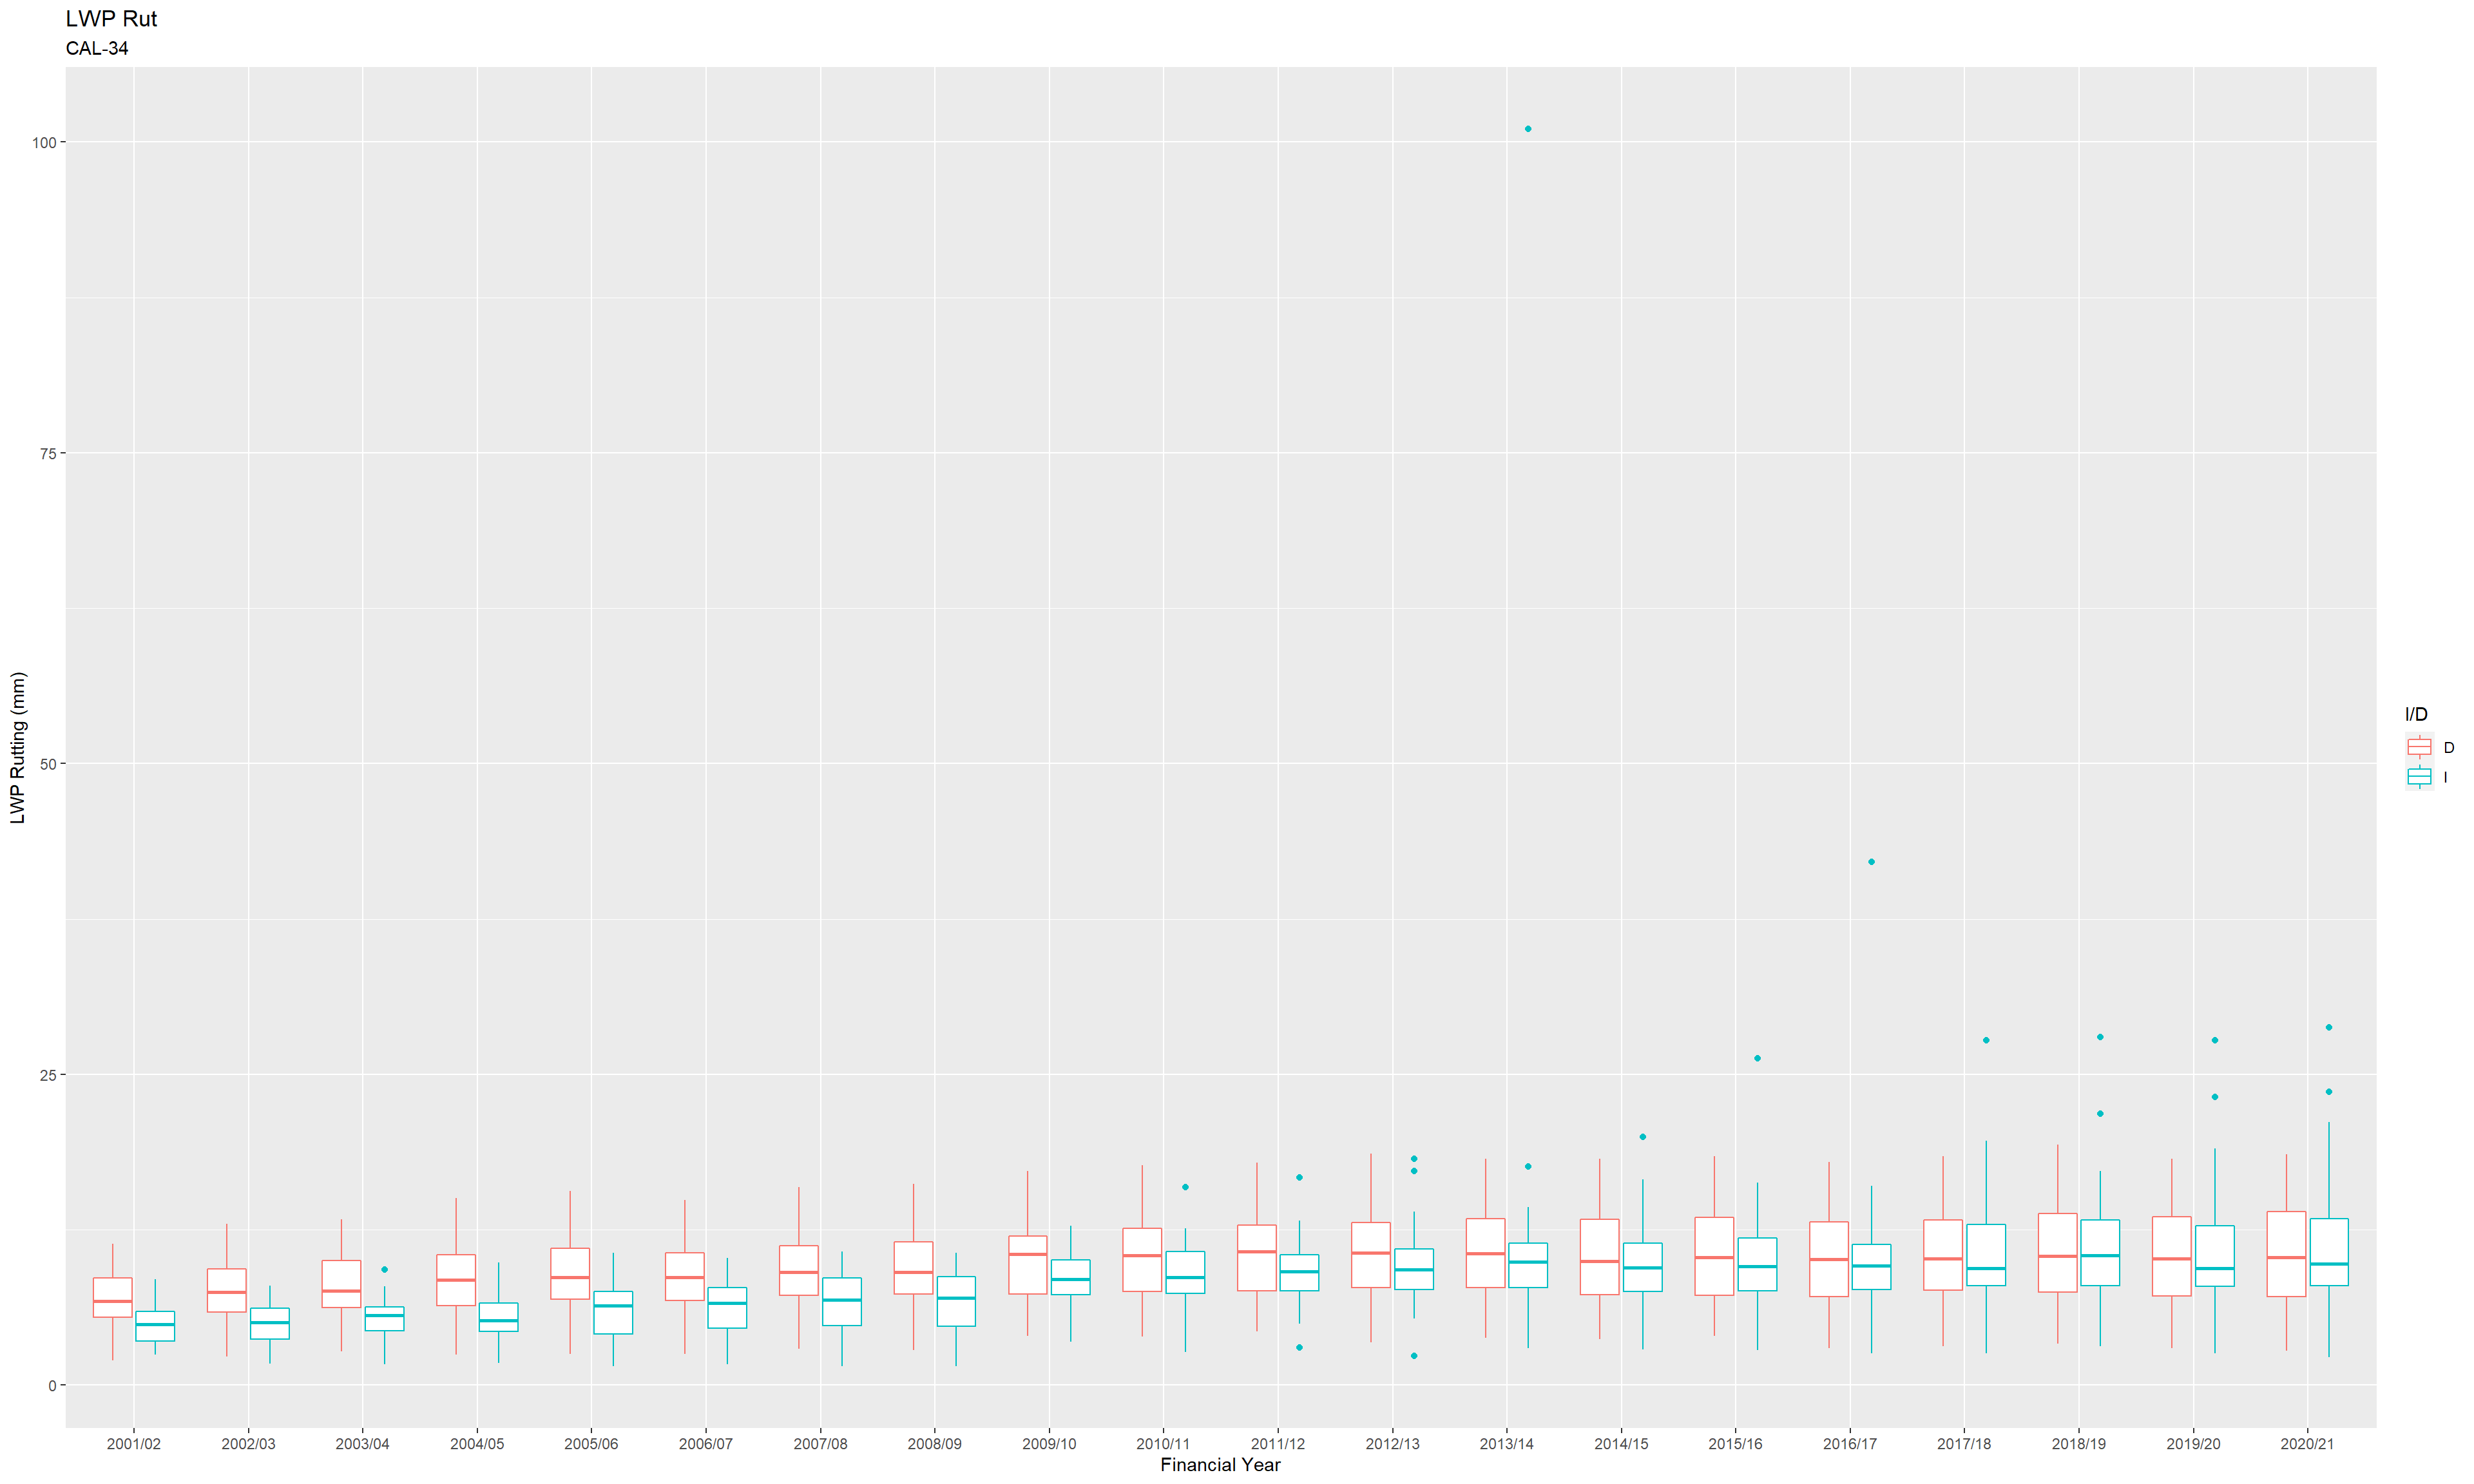 LWP Rut
CAL-34
LWP Rutting (mm)
100
75
50
25
0
2001/02 2002/03 2003/04 2004/05 2005/06 2006/07 2007/08 2008/09 2009/10 2010/11 2011/12 2012/13 2013/14 2014/15 2015/16 2016/17 2017/18 2018/19 2019/20 2020/21
Financial Year
I/D
D
I